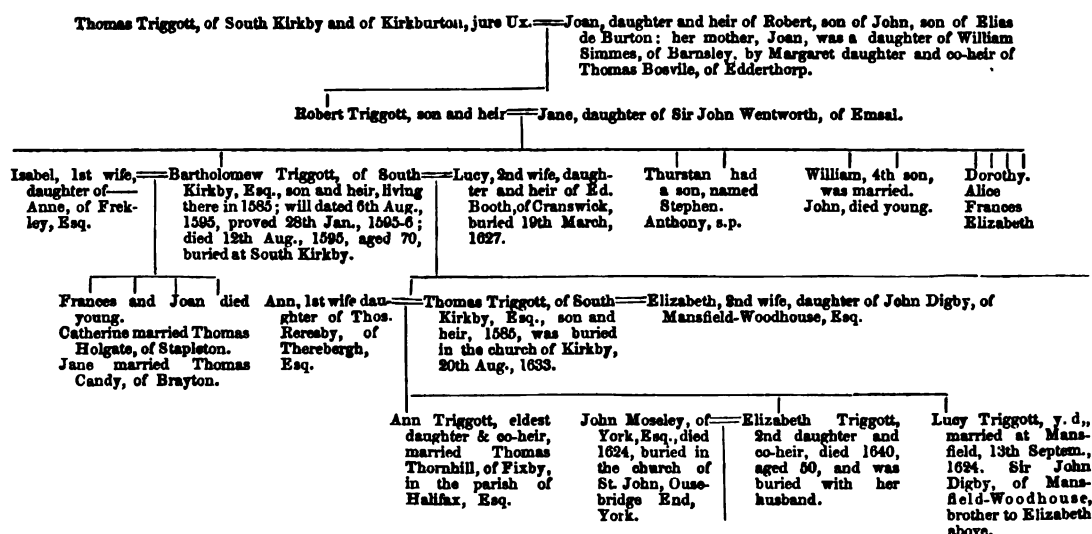 Thomas Triggott, of South Kirkby and of Kirkburton, jure Ux.
Joan, daughter and heir of Robert, son of John, son of Elias
de Burton; her mother, Joan, was a daughter of William
Simmes, of Barnsley, by Margaret daughter and co-heir of
Thomas Bosvile, of Edderthorp.
Robert Triggott, son and heir
Jane, daughter of Sir John Wentworth, of Emsal.
Isabel, 1st wife,
daughter of——
Anne, of Frek-
ley, Esq.
Bartholomew Triggott, of South
Kirkby, Esq., son and heir, living
there in 1585; will dated 6th Aug.,
1595, proved 28th Jan., 1595-6;
died 12th Aug., 1595, aged 70,
buried at South Kirkby.
Lucy, 2nd wife, daugh-
ter and heir of Ed.
Booth, of Cranswick,
buried 19th March,
1627.
Thurstan had
a son, named
Stephen.
Anthony, s.p.
William, 4th son,
was married.
John, died young.
Dorothy.
Alice
Frances
Elizabeth
Frances and Joan died
young.
Catherine married Thomas
Holgate, of Stapleton.
Jane married Thomas
Candy, of Brayton.
Ann, 1st wife dau-
ghter of Thos.
Reresby, of
Therebergh,
Esq.
Thomas Triggott, of South
Kirkby, Esq., son and
heir, 1585, was buried
in the church of Kirkby,
20th Aug., 1633.
Elizabeth, 2nd wife, daughter of John Digby, of
Mansfield-Woodhouse, Esq.
Ann Triggott, eldest
daughter & co-heir,
married Thomas
Thornhill, of Fixby,
in the parish of
Halifax, Esq.
John Moseley, of
York, Esq., died
1624, buried in
the church of
St. John, Ouse-
bridge End,
York.
Elizabeth Triggott,
2nd daughter and
co-heir, died 1640,
aged 50, and was
buried with her
husband.
Lucy Triggott, y. d.,
married at Mans-
field, 13th Septem.,
1624. Sir John
Digby, of Mans-
field-Woodhouse,
brother to Elizabeth
above.